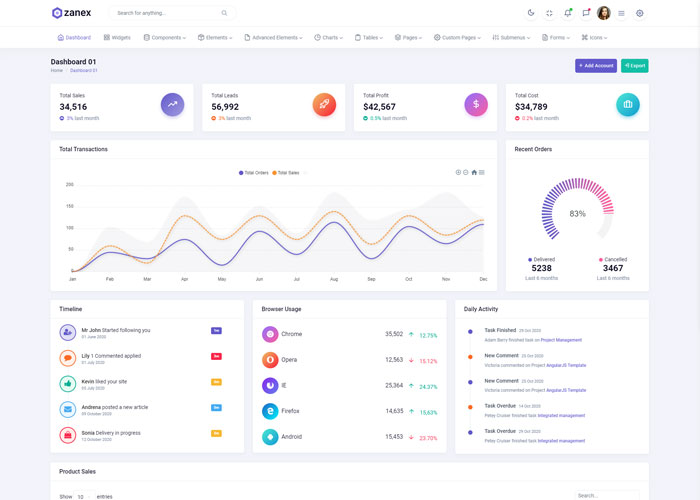 zanex
Search for anything...
Dashboard Widgets Components Elements Advanced Elements Charts Tables Pages Custom Pages Submenus Forms Icons
Dashboard 01
Home / Dashboard 01
+ Add Account Export
Total Sales
34,516
3% last month
Total Leads
56,992
3% last month
Total Profit
$42,567
0.5% last month
Total Cost
$34,789
0.2% last month
Total Transactions
Total Orders Total Sales
200
150
100
50
0
Jan Feb Mar Apr May Jun Jul Aug Sep Oct Nov Dec
Recent Orders
83%
Delivered
5238
Last 6 months
Cancelled
3467
Last 6 months
Timeline
Mr John Started following you
01 June 2020
Lily 1 Commented applied
01 July 2020
Kevin liked your site
05 October 2020
Andrena posted a new article
09 October 2020
Sonia Delivery in progress
12 October 2020
Browser Usage
Chrome 35,502 12.75%
Opera 12,563 15.12%
IE 25,364 24.37%
Firefox 14,635 15.63%
Android 15,453 23.70%
Daily Activity
Task Finished 29 Oct 2020
Adam Berry finished task on Project Management
New Comment 25 Oct 2020
Victoria commented on Project AngularJS Template
New Comment 25 Oct 2020
Victoria commented on Project AngularJS Template
Task Overdue 14 Oct 2020
Petey Cruiser finished task Integrated management
Task Overdue 29 Oct 2020
Petey Cruiser finished task Integrated management
Product Sales
Show 10 entries
Search...